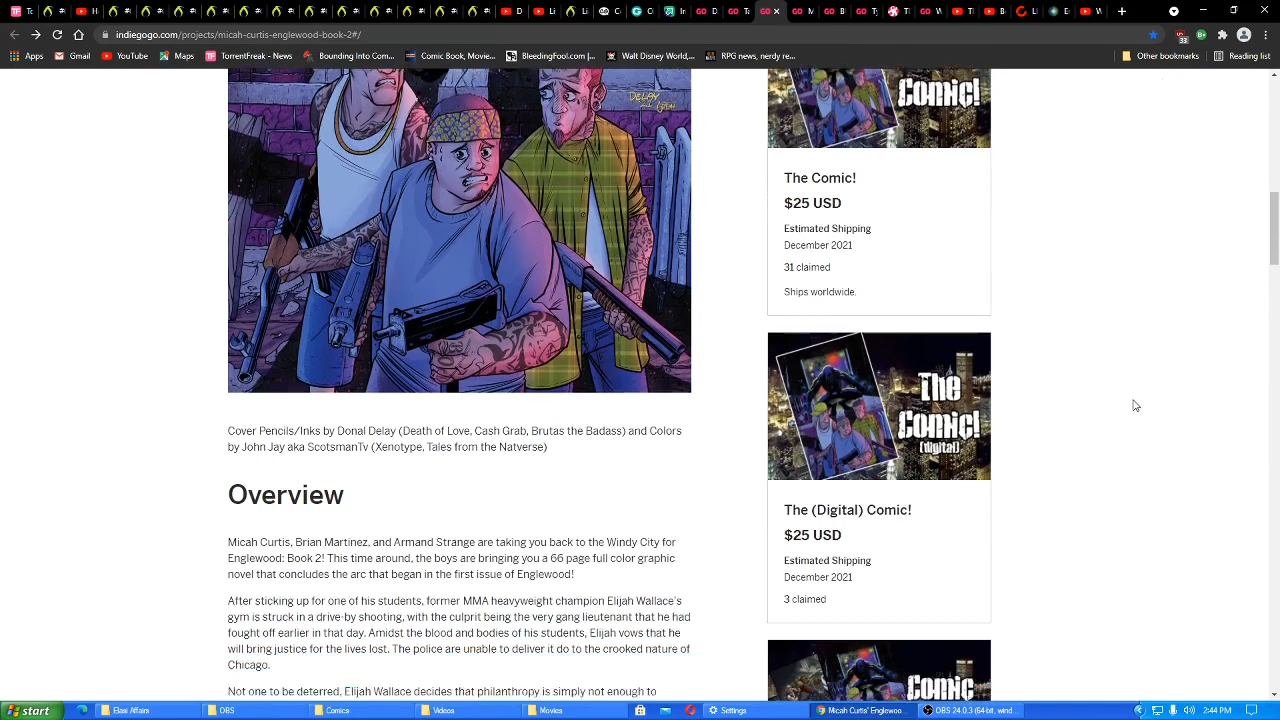 indiegogo.com/projects/micah-curtis-englewood-book-2#/
Apps
Gmail
YouTube
Maps
TorrentFreak - News
Bounding Into Com...
Comic Book, Movie...
BleedingFool.com |...
Walt Disney World,...
RPG news, nerdy re...
Other bookmarks
Reading list
DELAY
Comic!
The Comic!
$25 USD
Estimated Shipping
December 2021
31 claimed
Ships worldwide.
The
Comic!
(digital)
Cover Pencils/Inks by Donal Delay (Death of Love, Cash Grab, Brutas the Badass) and Colors
by John Jay aka ScotsmanTv (Xenotype, Tales from the Natverse)
The (Digital) Comic!
$25 USD
Estimated Shipping
December 2021
3 claimed
Overview
Micah Curtis, Brian Martinez, and Armand Strange are taking you back to the Windy City for
Englewood: Book 2! This time around, the boys are bringing you a 66 page full color graphic
novel that concludes the arc that began in the first issue of Englewood!
After sticking up for one of his students, former MMA heavyweight champion Elijah Wallace's
gym is struck in a drive-by shooting, with the culprit being the very gang lieutenant that he had
fought off earlier in that day. Amidst the blood and bodies of his students, Elijah vows that he
will bring justice for the lives lost. The police are unable to deliver it do to the crooked nature of
Chicago.
Not one to be deterred, Elijah Wallace decides that philanthropy is simply not enough to
Comic
start
Elasi Affairs
OBS
Comics
Videos
Movies
Settings
Micah Curtis' Englewoo...
OBS 24.0.3 (64-bit, win...
2:44 PM